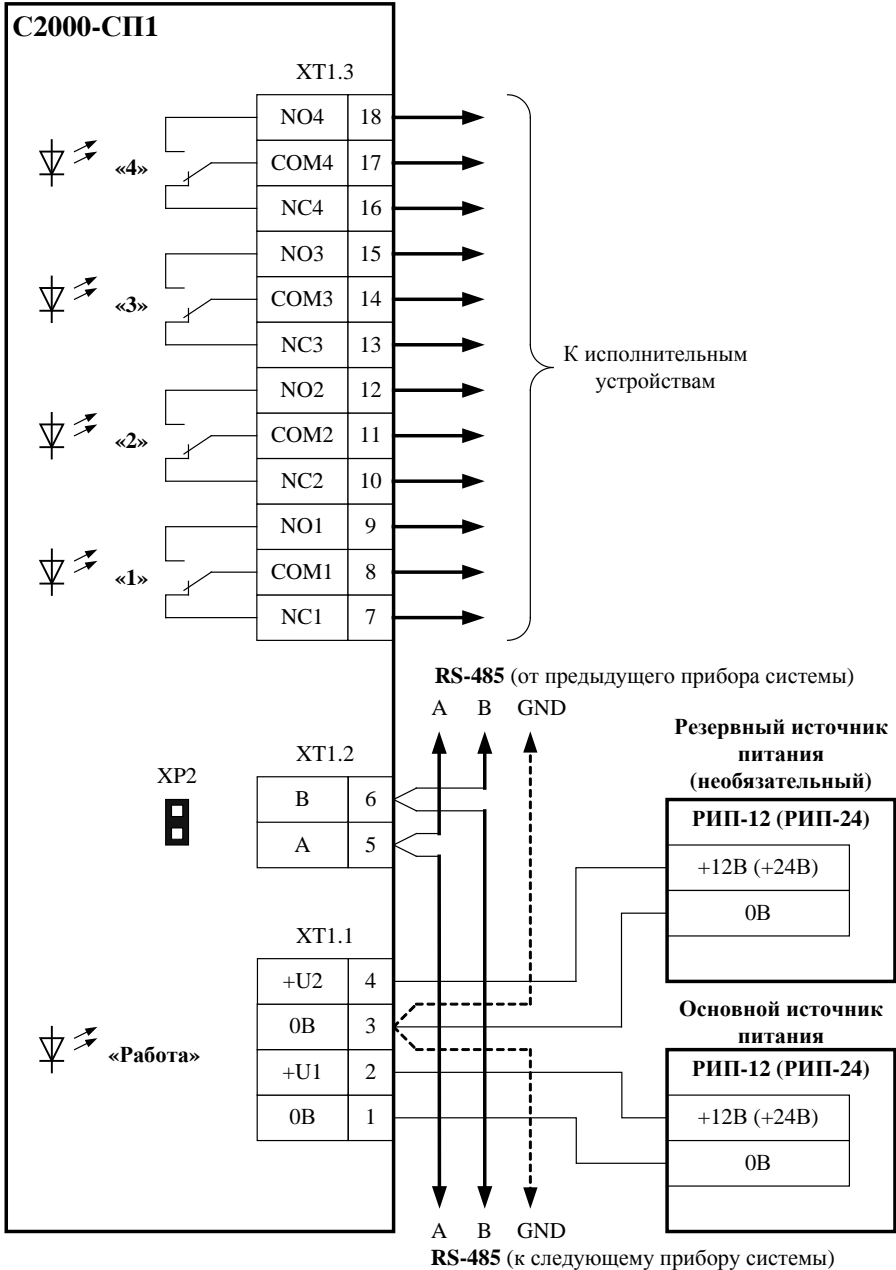 С2000-СП1
XT1.3
NO4 18
«4»
COM4 17
NC4 16
NO3 15
«3»
COM3 14
NC3 13
К исполнительным
устройствам
NO2 12
«2»
COM2 11
NC2 10
NO1 9
«1»
COM1 8
NC1 7
RS-485 (от предыдущего прибора системы)
A B GND
Резервный источник
питания
(необязательный)
XP2
XT1.2
B 6
A 5
РИП-12 (РИП-24)
+12В (+24В)
0В
XT1.1
+U2 4
0В 3
«Работа»
+U1 2
0В 1
Основной источник
питания
РИП-12 (РИП-24)
+12В (+24В)
0В
A B GND
RS-485 (к следующему прибору системы)